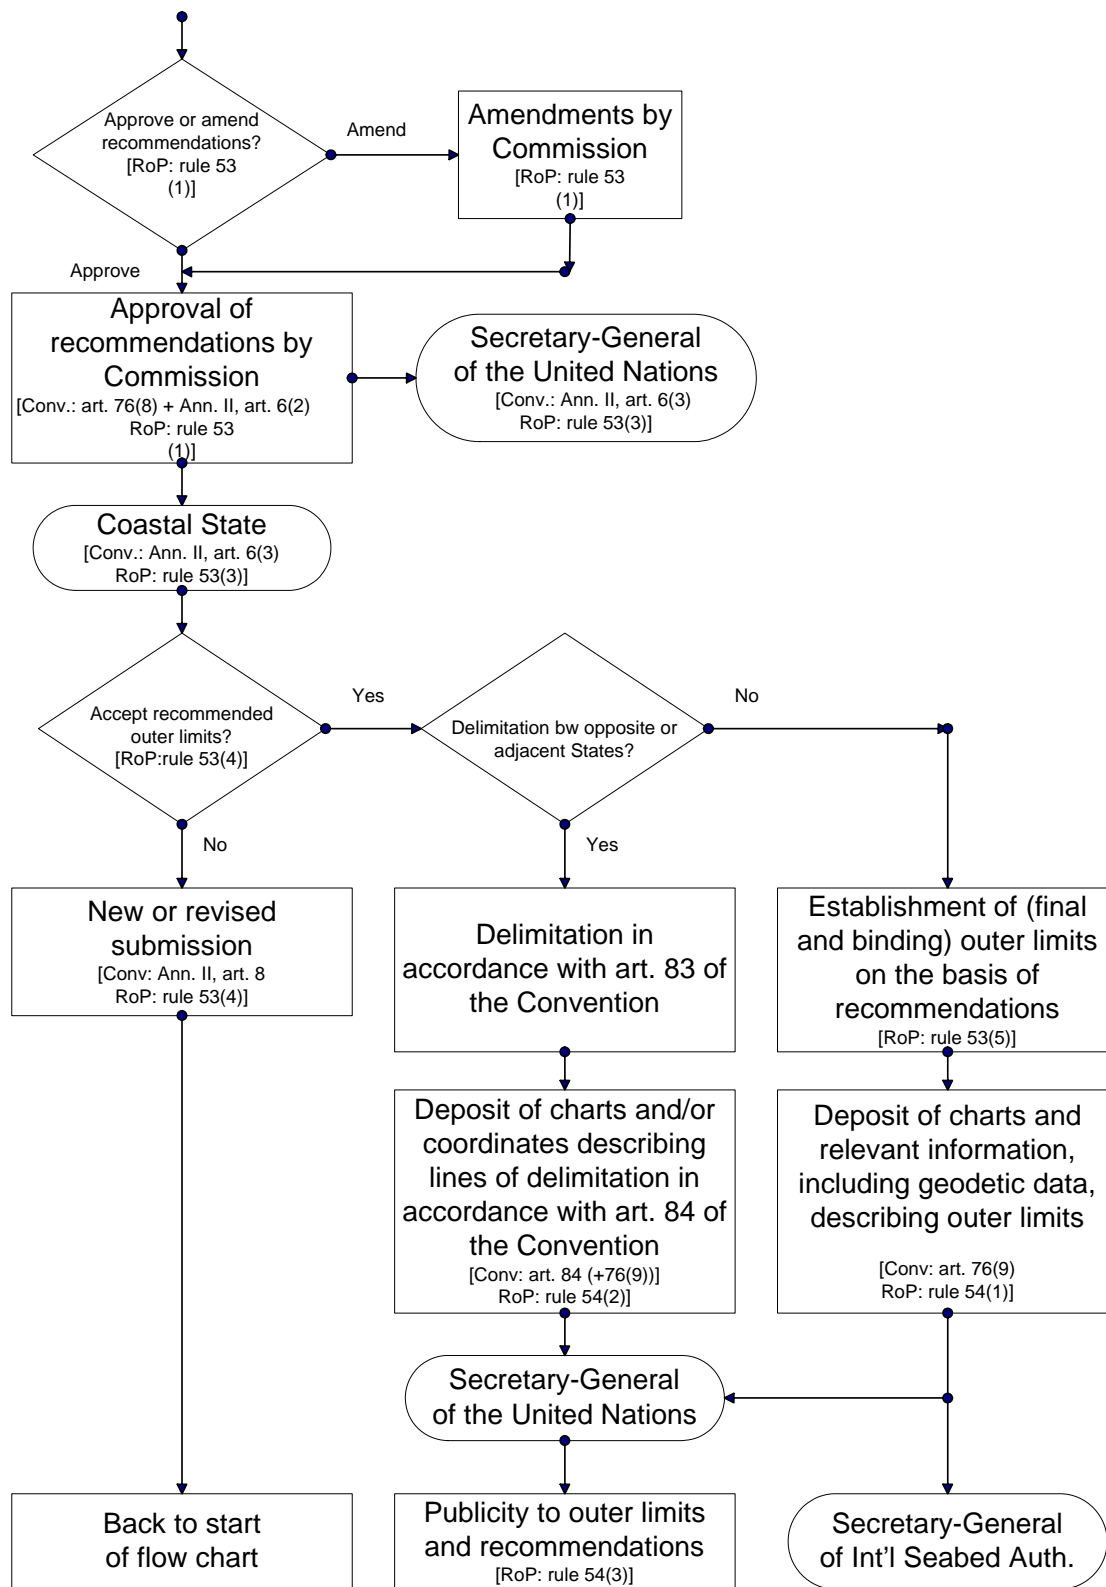 Approve or amend
recommendations?
[RoP: rule 53
(1)]
Amend
Amendments by
Commission
[RoP: rule 53
(1)]
Approve
Approval of
recommendations by
Commission
[Conv.: art. 76(8) + Ann. II, art. 6(2)
RoP: rule 53
(1)]
Secretary-General
of the United Nations
[Conv.: Ann. II, art. 6(3)
RoP: rule 53(3)]
Coastal State
[Conv.: Ann. II, art. 6(3)
RoP: rule 53(3)]
Accept recommended
outer limits?
[RoP:rule 53(4)]
Yes
Delimitation bw opposite or
adjacent States?
No
No
Yes
New or revised
submission
[Conv: Ann. II, art. 8
RoP: rule 53(4)]
Delimitation in
accordance with art. 83 of
the Convention
Establishment of (final
and binding) outer limits
on the basis of
recommendations
[RoP: rule 53(5)]
Deposit of charts and/or
coordinates describing
lines of delimitation in
accordance with art. 84 of
the Convention
[Conv: art. 84 (+76(9))]
RoP: rule 54(2)]
Deposit of charts and
relevant information,
including geodetic data,
describing outer limits
[Conv: art. 76(9)
RoP: rule 54(1)]
Secretary-General
of the United Nations
Back to start
of flow chart
Publicity to outer limits
and recommendations
[RoP: rule 54(3)]
Secretary-General
of Int'l Seabed Auth.